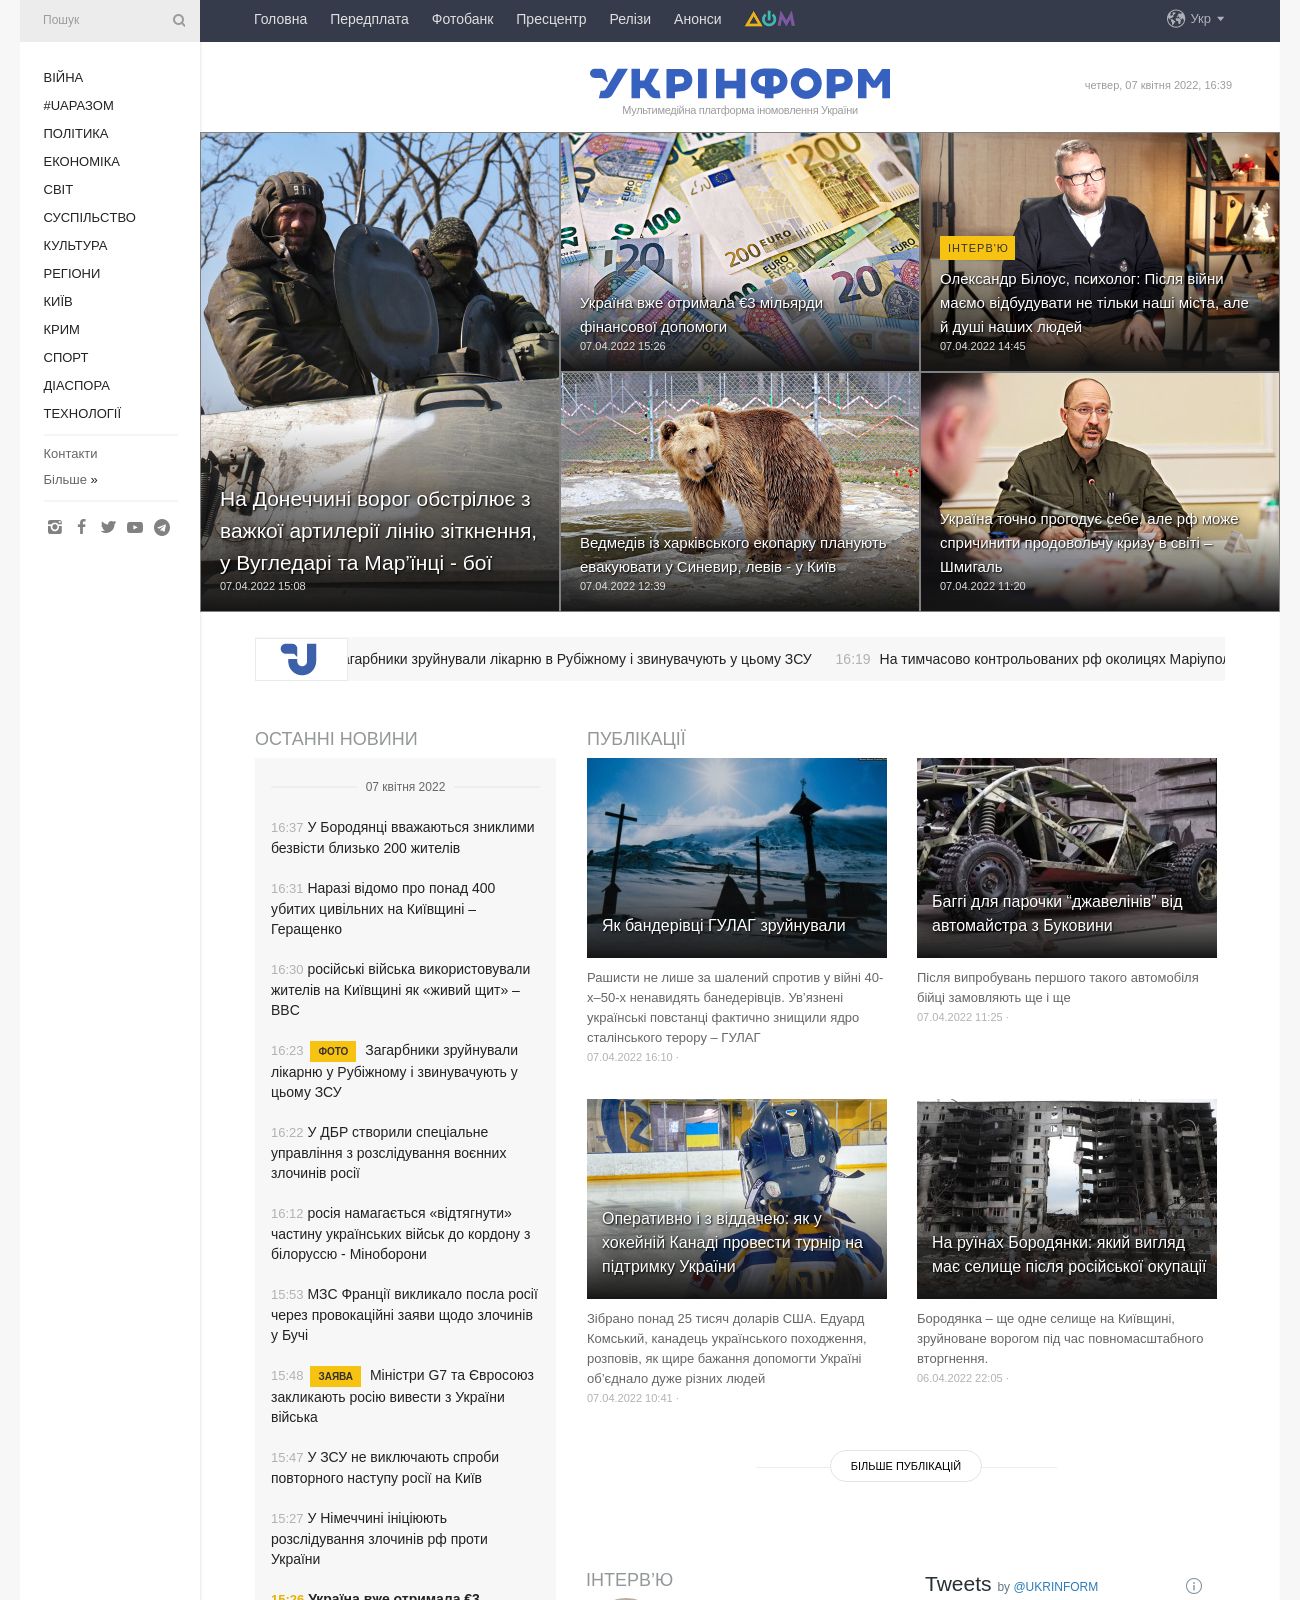 Пошук
Головна Передплата Фотобанк Пресцентр Релізи Анонси ДОМ
Укр
ВІЙНА
#UАРАЗОМ
ПОЛІТИКА
ЕКОНОМІКА
СВІТ
СУСПІЛЬСТВО
КУЛЬТУРА
РЕГІОНИ
КИЇВ
КРИМ
СПОРТ
ДІАСПОРА
ТЕХНОЛОГІЇ
Контакти
Більше »
УКРІНФОРМ
Мультимедійна платформа іномовлення України
четвер, 07 квітня 2022, 16:39
На Донеччині ворог обстрілює з
важкої артилерії лінію зіткнення,
у Вугледарі та Мар’їнці - бої
07.04.2022 15:08
Україна вже отримала €3 мільярди
фінансової допомоги
07.04.2022 15:26
ІНТЕРВ'Ю
Олександр Білоус, психолог: Після війни
маємо відбудувати не тільки наші міста, але
й душі наших людей
07.04.2022 14:45
Ведмедів із харківського екопарку планують
евакуювати у Синевир, левів - у Київ
07.04.2022 12:39
Україна точно прогодує себе, але рф може
спричинити продовольчу кризу в світі –
Шмигаль
07.04.2022 11:20
агарбники зруйнували лікарню в Рубіжному і звинувачують у цьому ЗСУ 16:19 На тимчасово контрольованих рф околицях Маріупол
ОСТАННІ НОВИНИ
07 квітня 2022
16:37 У Бородянці вважаються зниклими
безвісти близько 200 жителів
16:31 Наразі відомо про понад 400
убитих цивільних на Київщині –
Геращенко
16:30 російські війська використовували
жителів на Київщині як «живий щит» –
BBC
16:23 ФОТО Загарбники зруйнували
лікарню у Рубіжному і звинувачують у
цьому ЗСУ
16:22 У ДБР створили спеціальне
управління з розслідування воєнних
злочинів росії
16:12 росія намагається «відтягнути»
частину українських військ до кордону з
білоруссю - Міноборони
15:53 МЗС Франції викликало посла росії
через провокаційні заяви щодо злочинів
у Бучі
15:48 ЗАЯВА Міністри G7 та Євросоюз
закликають росію вивести з України
війська
15:47 У ЗСУ не виключають спроби
повторного наступу росії на Київ
15:27 У Німеччині ініціюють
розслідування злочинів рф проти
України
15:26 Україна вже отримала €3
ПУБЛІКАЦІЇ
Як бандерівці ГУЛАГ зруйнували
Рашисти не лише за шалений спротив у війні 40-
х–50-х ненавидять банедерівців. Ув’язнені
українські повстанці фактично знищили ядро
сталінського терору – ГУЛАГ
07.04.2022 16:10 ·
Баггі для парочки “джавелінів” від
автомайстра з Буковини
Після випробувань першого такого автомобіля
бійці замовляють ще і ще
07.04.2022 11:25 ·
Оперативно і з віддачею: як у
хокейній Канаді провести турнір на
підтримку України
Зібрано понад 25 тисяч доларів США. Едуард
Комський, канадець українського походження,
розповів, як щире бажання допомогти Україні
об’єднало дуже різних людей
07.04.2022 10:41 ·
На руїнах Бородянки: який вигляд
має селище після російської окупації
Бородянка – ще одне селище на Київщині,
зруйноване ворогом під час повномасштабного
вторгнення.
06.04.2022 22:05 ·
БІЛЬШЕ ПУБЛІКАЦІЙ
ІНТЕРВ'Ю
Tweets by @UKRINFORM